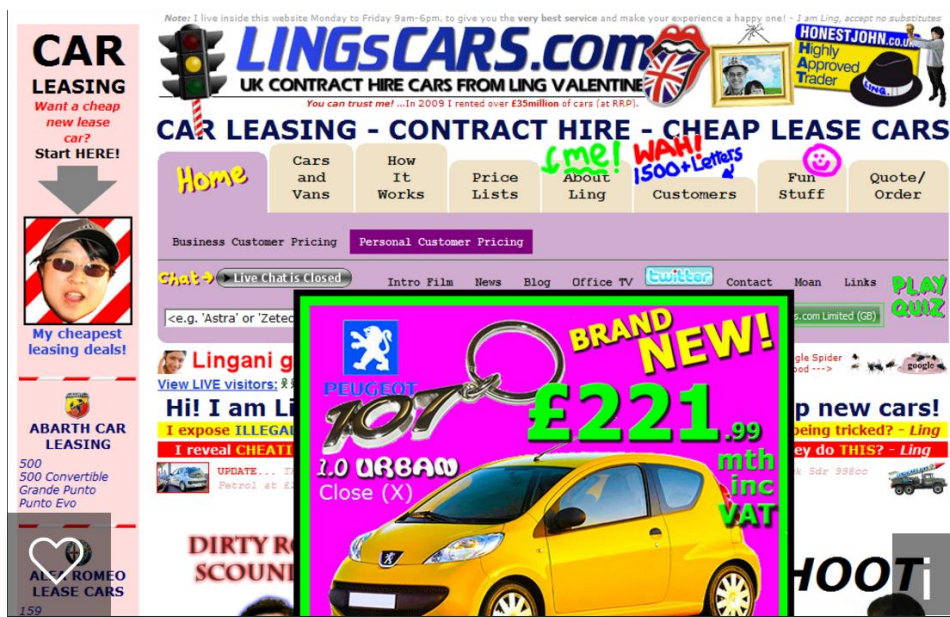 Note: I live inside this website Monday to Friday 9am-6pm, to give you the very best service and make your experience a happy one! - I am Ling, accept no substitutes
CAR
LEASING
Want a cheap
new lease
car?
Start HERE!
My cheapest
leasing deals!
ABARTH CAR
LEASING
500
500 Convertible
Grande Punto
Punto Evo
ALFA ROMEO
LEASE CARS
159
LINGsCARS.com
UK CONTRACT HIRE CARS FROM LING VALENTINE
You can trust me! ...In 2009 I rented over £35million of cars (at RRP).
HONESTJOHN.co.uk
Highly
Approved
Trader
LING.
CAR LEASING - CONTRACT HIRE - CHEAP LEASE CARS
Home
Cars and Vans
How It Works
Price Lists
me!
About Ling
WAH!
1500+ Letters
Customers
Fun Stuff
Quote/ Order
Business Customer Pricing
Personal Customer Pricing
Chat
Live Chat is Closed
Intro Film
News
Blog
Office TV
twitter
Contact
Moan
Links
PLAY
QUIZ
<e.g. 'Astra' or 'Zetec
s.com Limited (GB)
Lingani g
gle Spider
ood --->
google
View LIVE visitors:
Hi! I am Li
p new cars!
I expose ILLEGAL
being tricked? - Ling
I reveal CHEATI
ey do THIS? - Ling
UPDATE...
Petrol at £
k Sdr 998cc
DIRTY RO
SCOUN
HOOT
BRAND
NEW!
PEUGEOT
107
£221.99
mth
inc
VAT
1.0 URBAN
Close (X)
i